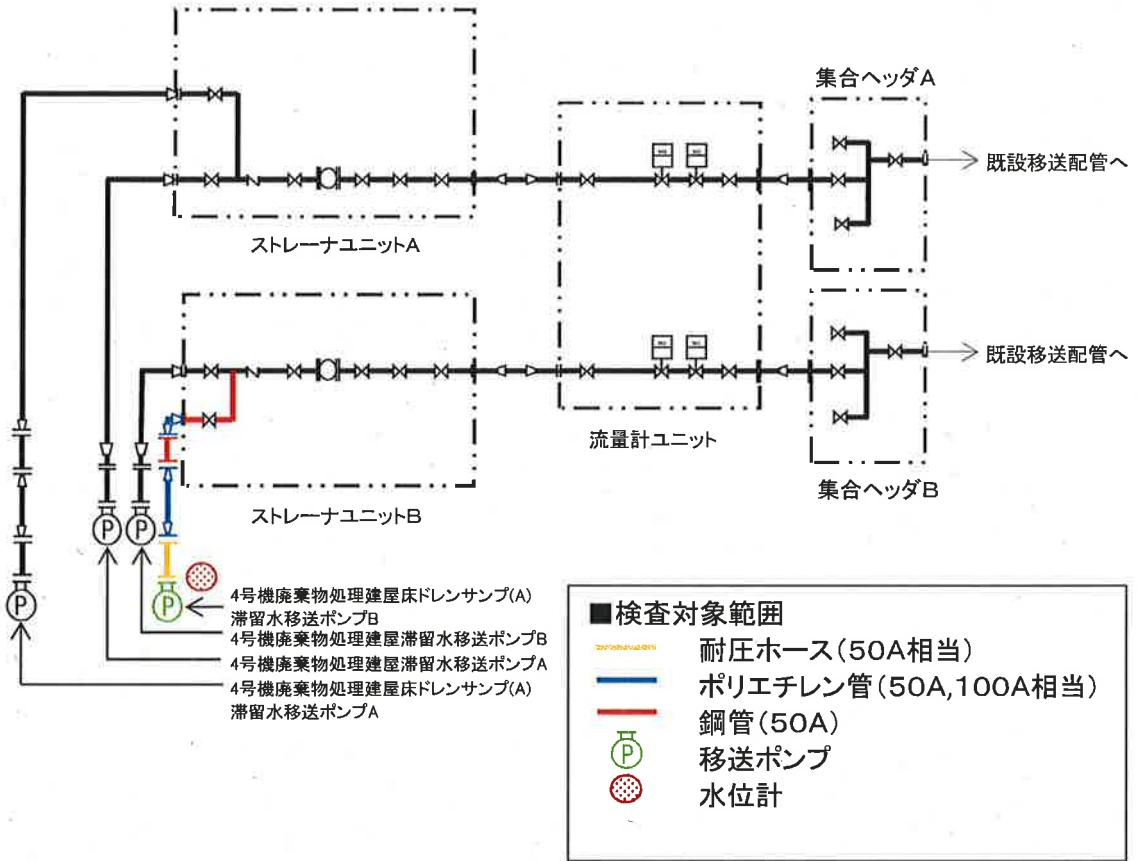 集合ヘッダA
既設移送配管へ
ストレーナユニットA
既設移送配管へ
流量計ユニット
集合ヘッダB
ストレーナユニットB
P
P
P
P
4号機廃棄物処理建屋床ドレンサンプ(A)
滞留水移送ポンプB
4号機廃棄物処理建屋滞留水移送ポンプB
4号機廃棄物処理建屋滞留水移送ポンプA
4号機廃棄物処理建屋床ドレンサンプ(A)
滞留水移送ポンプA
■検査対象範囲
耐圧ホース(50A相当)
ポリエチレン管(50A,100A相当)
鋼管(50A)
P
移送ポンプ
水位計